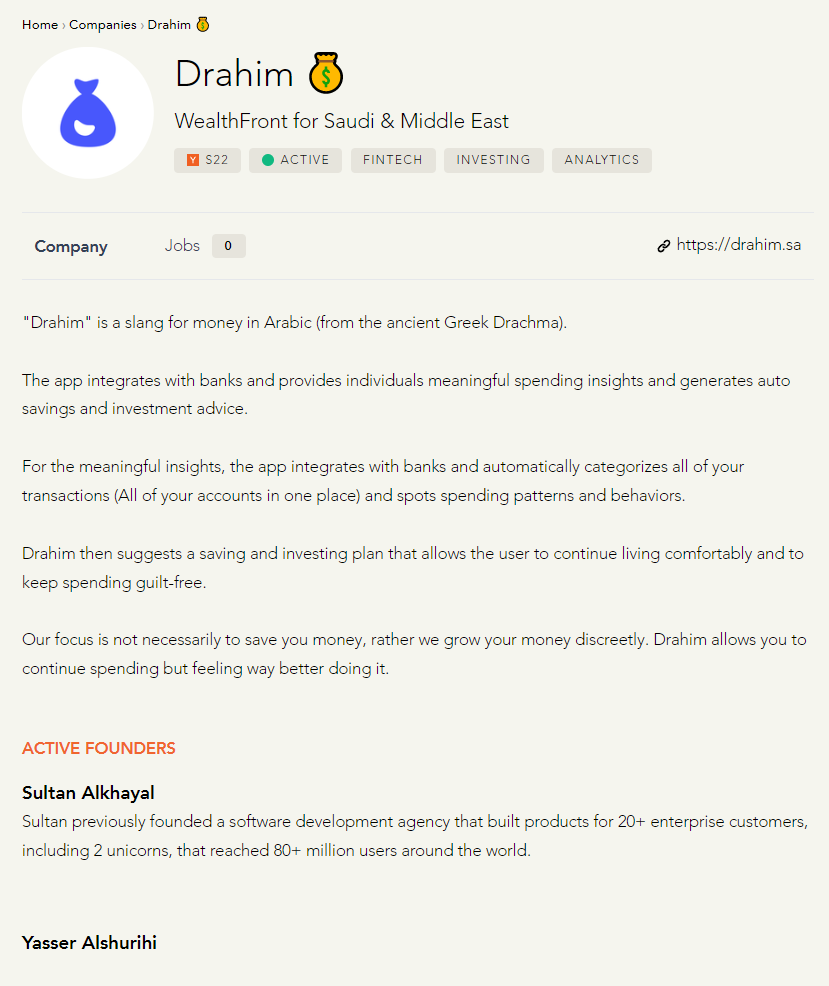 Home › Companies › Drahim 💰
Drahim 💰
WealthFront for Saudi & Middle East
Y S22 ACTIVE FINTECH INVESTING ANALYTICS
Company Jobs 0 https://drahim.sa
"Drahim" is a slang for money in Arabic (from the ancient Greek Drachma).
The app integrates with banks and provides individuals meaningful spending insights and generates auto
savings and investment advice.
For the meaningful insights, the app integrates with banks and automatically categorizes all of your
transactions (All of your accounts in one place) and spots spending patterns and behaviors.
Drahim then suggests a saving and investing plan that allows the user to continue living comfortably and to
keep spending guilt-free.
Our focus is not necessarily to save you money, rather we grow your money discreetly. Drahim allows you to
continue spending but feeling way better doing it.
ACTIVE FOUNDERS
Sultan Alkhayal
Sultan previously founded a software development agency that built products for 20+ enterprise customers,
including 2 unicorns, that reached 80+ million users around the world.
Yasser Alshurihi